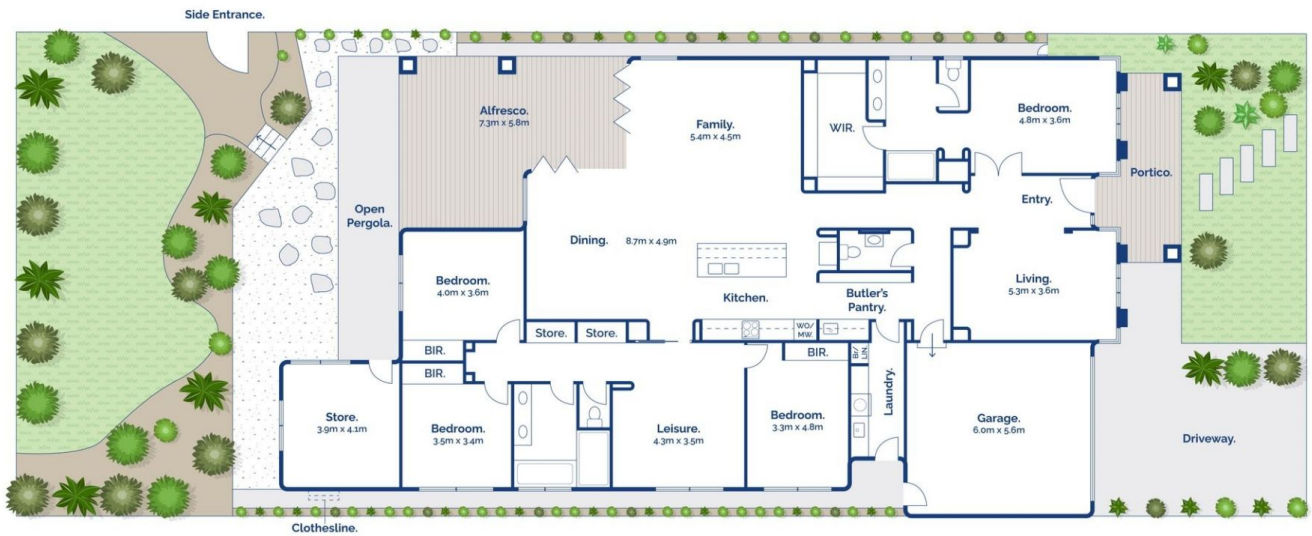 Side Entrance.
Alfresco.
7.3m x 5.8m
Family.
5.4m x 4.5m
WIR.
Bedroom.
4.8m x 3.6m
Portico.
Open
Pergola.
Entry.
Dining. 8.7m x 4.9m
Bedroom.
4.0m x 3.6m
Living.
5.3m x 3.6m
Kitchen.
Butler's
Pantry.
Store.
Store.
WO/
MW.
BIR.
BIR.
BIR.
Br/
LIN.
Laundry.
Store.
3.9m x 4.1m
Bedroom.
3.5m x 3.4m
Leisure.
4.3m x 3.5m
Bedroom.
3.3m x 4.8m
Garage.
6.0m x 5.6m
Driveway.
Clothesline.